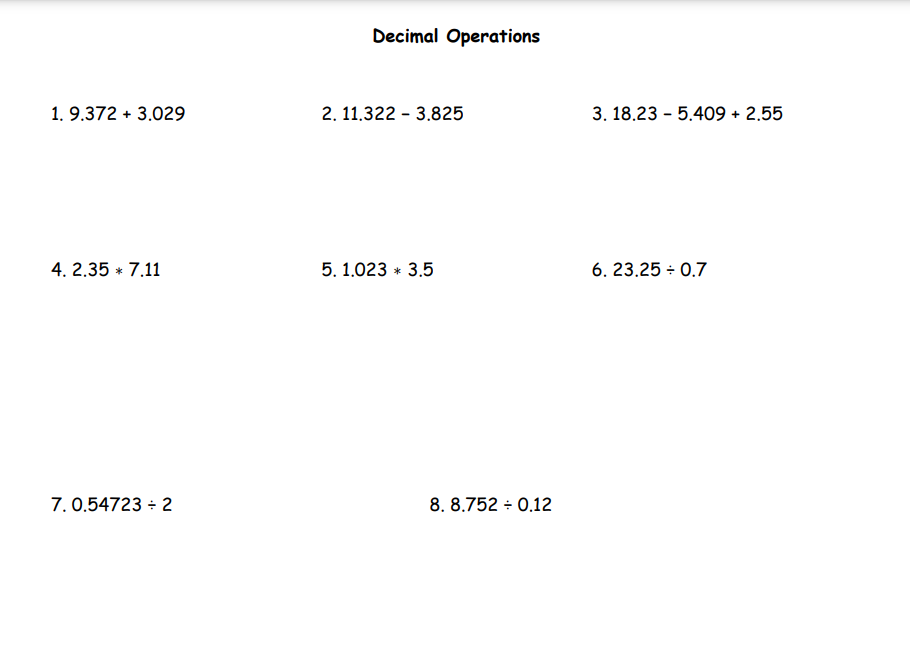 Decimal Operations
1. 9.372 + 3.029 2. 11.322 – 3.825 3. 18.23 – 5.409 + 2.55
4. 2.35 * 7.11 5. 1.023 * 3.5 6. 23.25 ÷ 0.7
7. 0.54723 ÷ 2 8. 8.752 ÷ 0.12